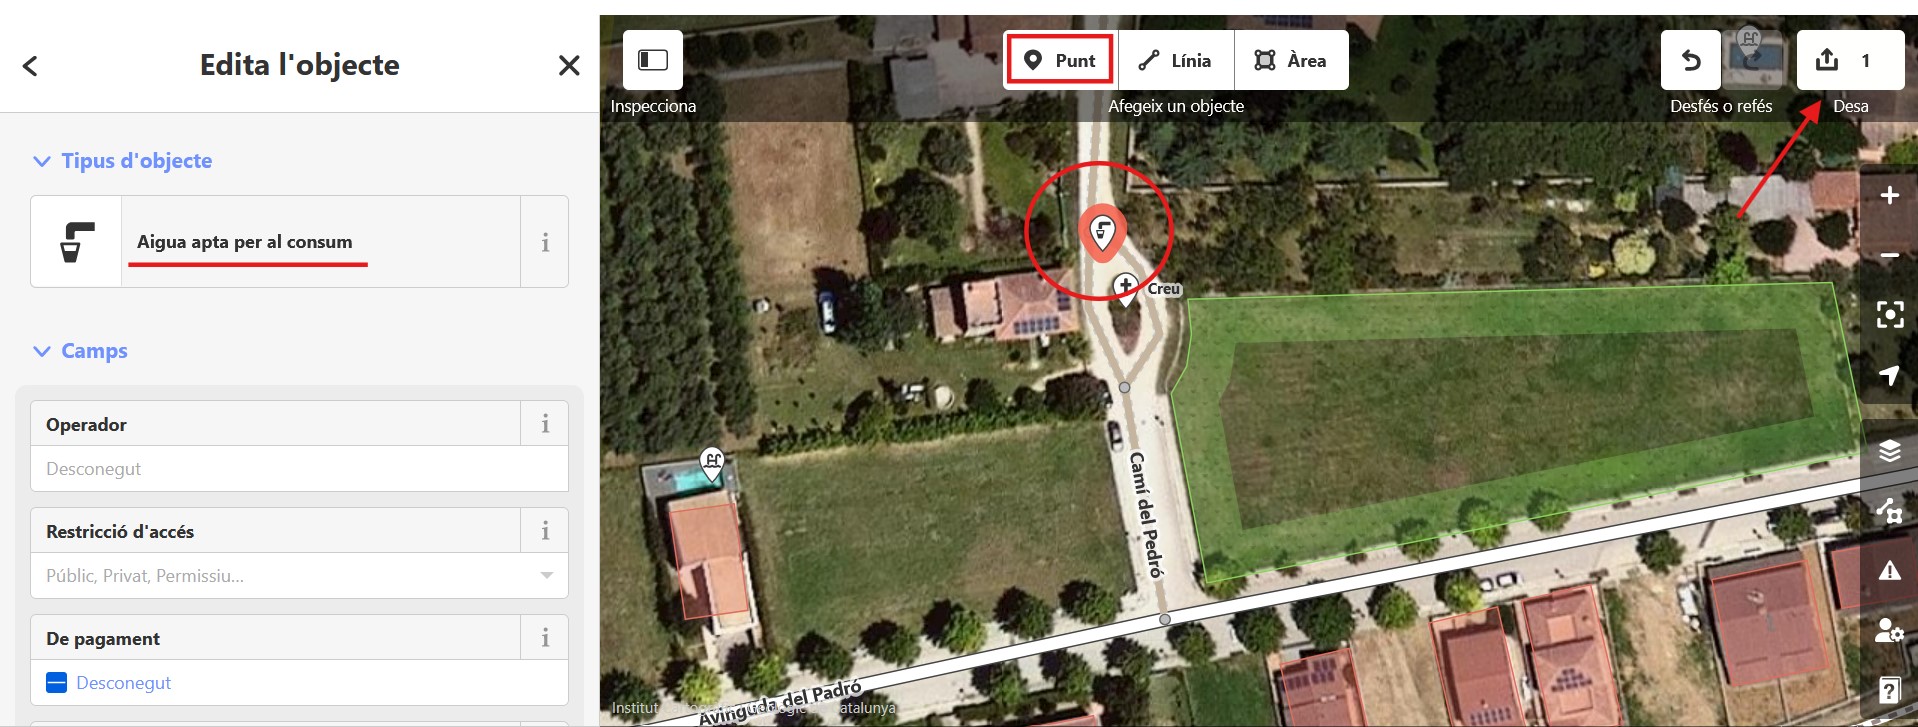 Edita l'objecte
Tipus d'objecte
Aigua apta per al consum
i
Camps
Operador
i
Desconegut
Restricció d'accés
i
Públic, Privat, Permissiu...
De pagament
i
Desconegut
Inspecciona
Punt
Línia
Àrea
Afegeix un objecte
Desfés o refés
1
Desa
Creu
Camí del Pedró
Avinguda del Padró
Institut
Catalunya
?